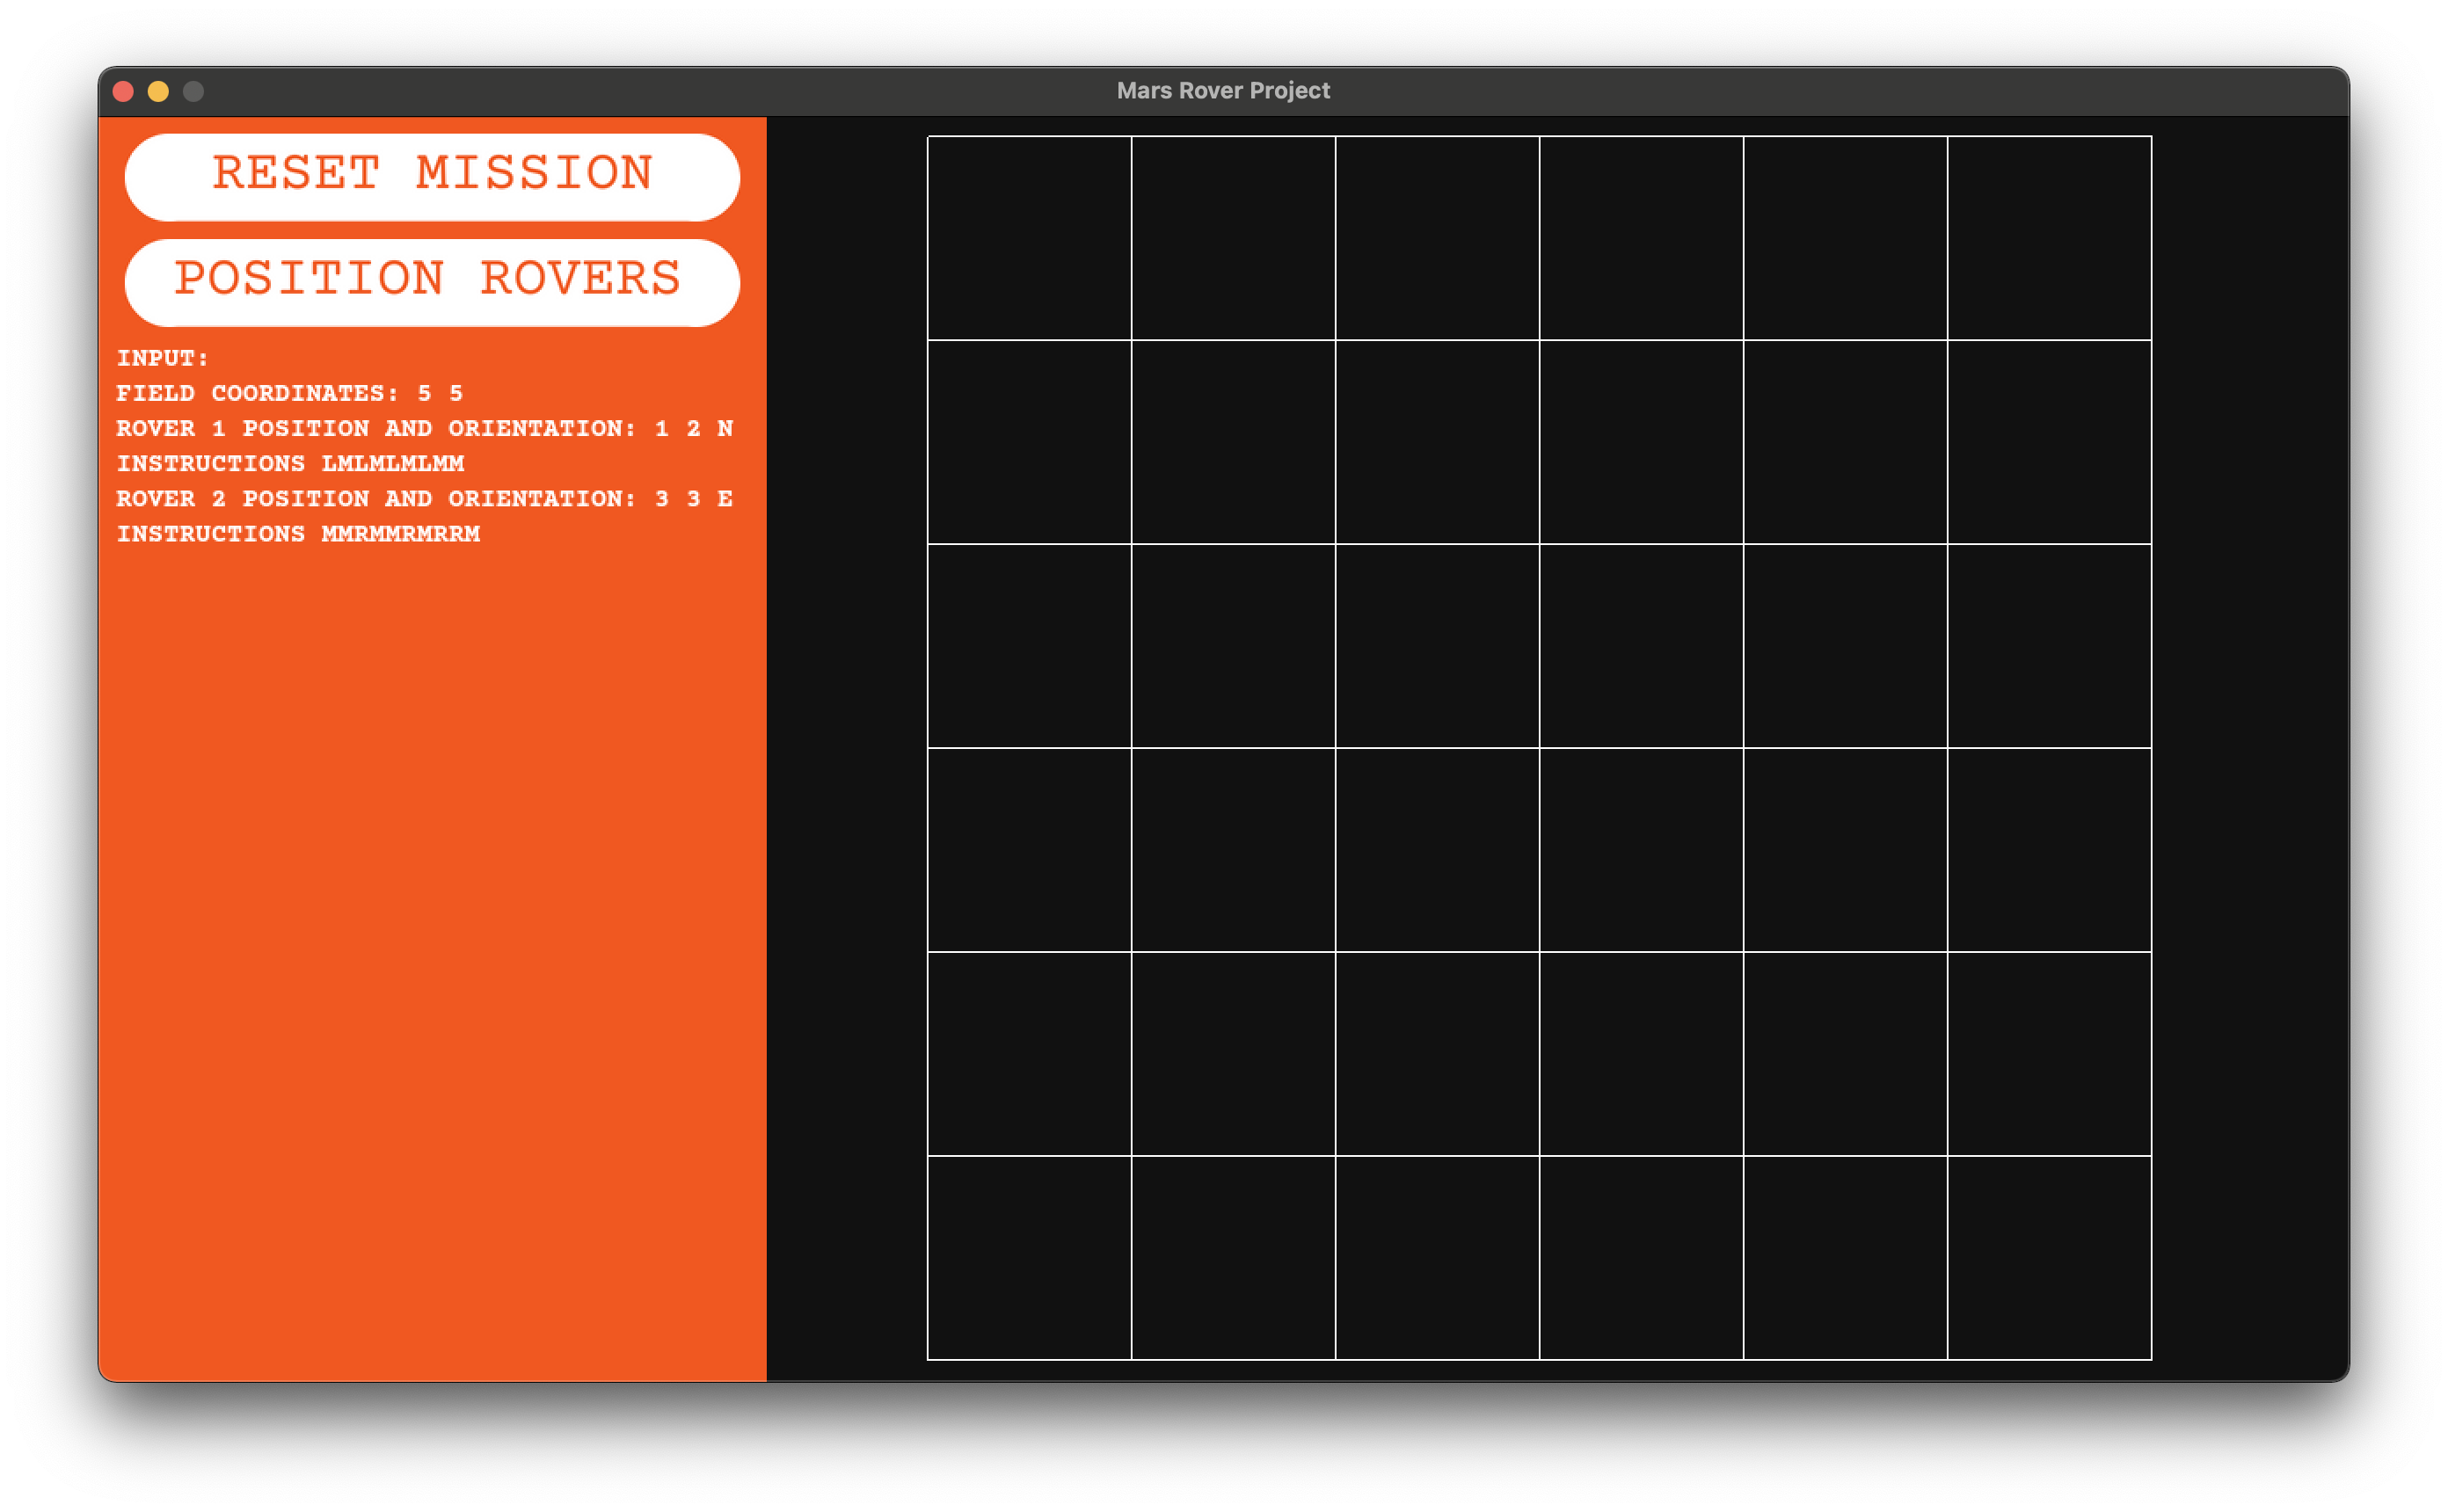 Mars Rover Project
RESET MISSION
POSITION ROVERS
INPUT:
FIELD COORDINATES: 5 5
ROVER 1 POSITION AND ORIENTATION: 1 2 N
INSTRUCTIONS LMLMLMLMM
ROVER 2 POSITION AND ORIENTATION: 3 3 E
INSTRUCTIONS MMRMMRMRRM